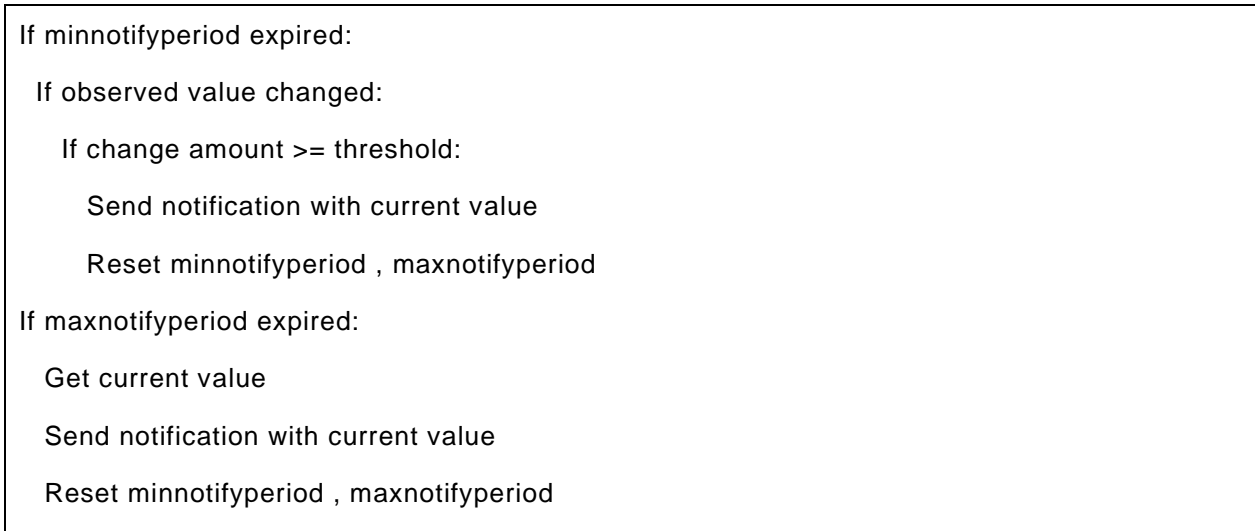 If minnotifyperiod expired:
If observed value changed:
If change amount >= threshold:
Send notification with current value
Reset minnotifyperiod , maxnotifyperiod
If maxnotifyperiod expired:
Get current value
Send notification with current value
Reset minnotifyperiod , maxnotifyperiod